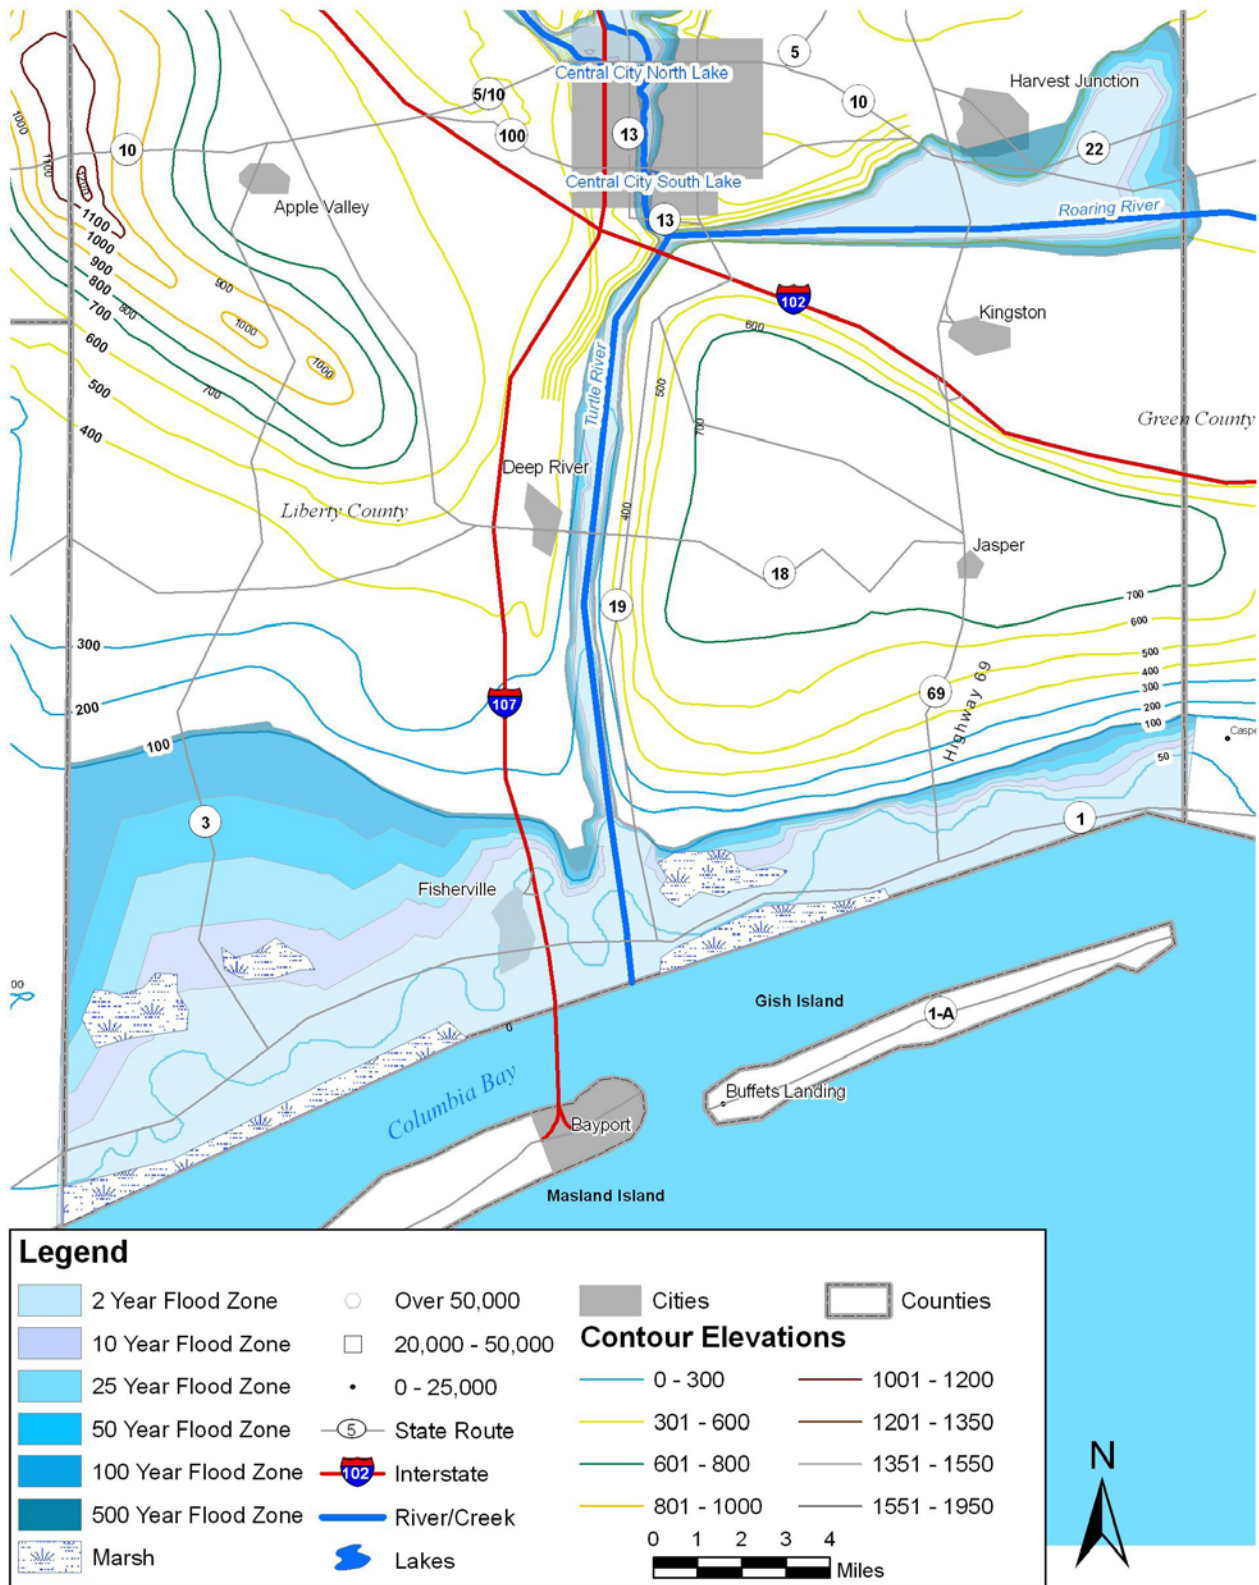 Central City North Lake
5
Harvest Junction
5/10
10
1000
1000
10
100
13
22
1100
1200
Central City South Lake
Apple Valley
Roaring River
1100
13
1000
900
800
900
102
700
800
1000
600
Kingston
600
1000
Turtle River
500
700
500
400
700
Green County
Deep River
Liberty County
400
Jasper
18
19
700
600
300
500
69
Highway 69
400
300
107
200
200
100
Caspe
100
50
3
1
Fisherville
00
Gish Island
1-A
0
Columbia Bay
Buffets Landing
Bayport
Masland Island
Legend
2 Year Flood Zone
10 Year Flood Zone
25 Year Flood Zone
50 Year Flood Zone
100 Year Flood Zone
500 Year Flood Zone
Marsh
Over 50,000
20,000 - 50,000
0 - 25,000
5 State Route
102 Interstate
River/Creek
Lakes
Cities
Counties
Contour Elevations
0 - 300
301 - 600
601 - 800
801 - 1000
1001 - 1200
1201 - 1350
1351 - 1550
1551 - 1950
0 1 2 3 4
Miles
N